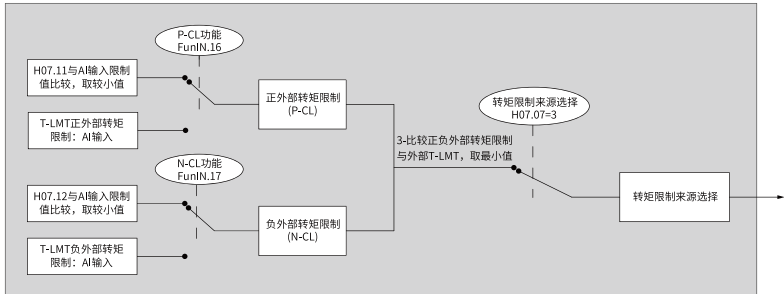 P-CL功能
FunIN.16
H07.11与AI输入限制
值比较，取较小值
T-LMT正外部转矩
限制：AI输入
正外部转矩限制
(P-CL)
N-CL功能
FunIN.17
H07.12与AI输入限制
值比较，取较小值
T-LMT负外部转矩
限制：AI输入
负外部转矩限制
(N-CL)
3-比较正负外部转矩限制
与外部T-LMT，取最小值
转矩限制来源选择
H07.07=3
转矩限制来源选择